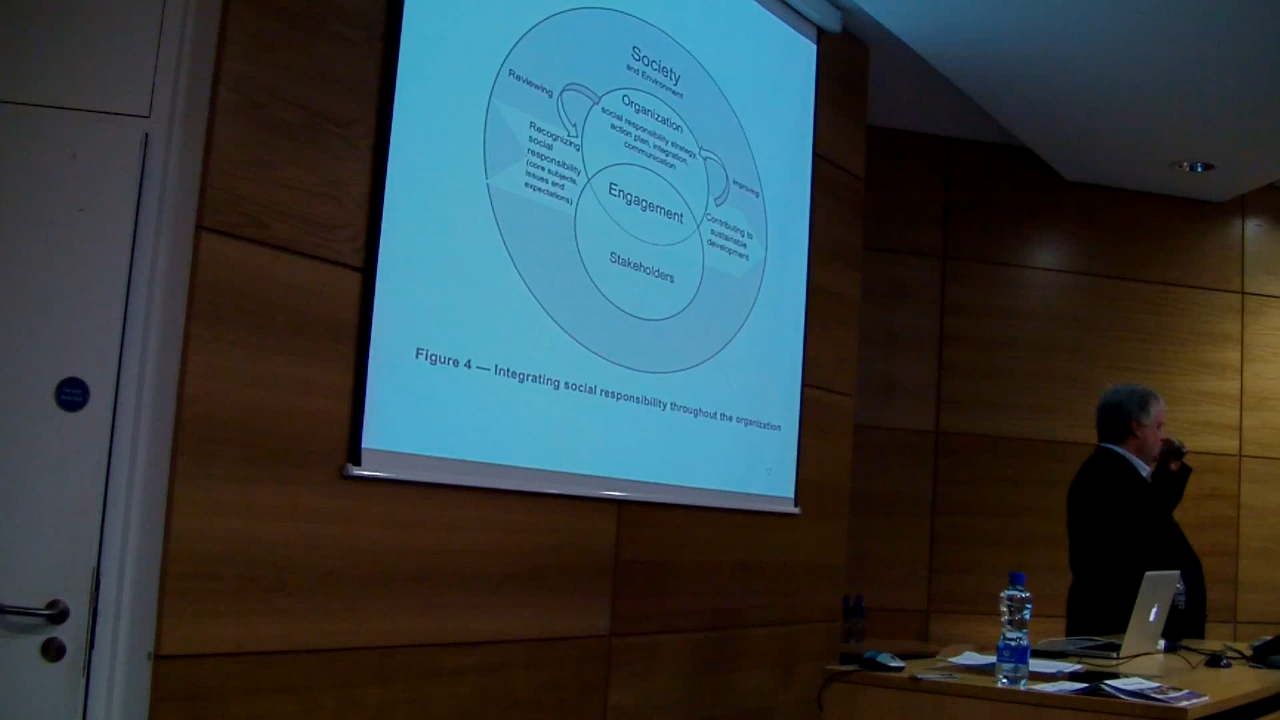 Society
and Environment
Reviewing
Organization
social responsibility strategy,
action plan, integration,
communication
Recognizing
social
responsibility
(core subjects,
issues and
expectations)
Improving
Engagement
Contributing to
sustainable
development
Stakeholders
Figure 4 — Integrating social responsibility throughout the organization